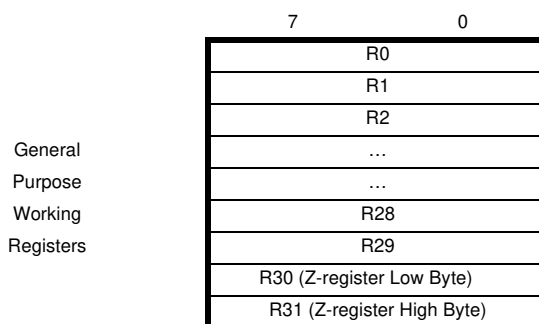 7 0
R0
R1
R2
General …
Purpose …
Working R28
Registers R29
R30 (Z-register Low Byte)
R31 (Z-register High Byte)